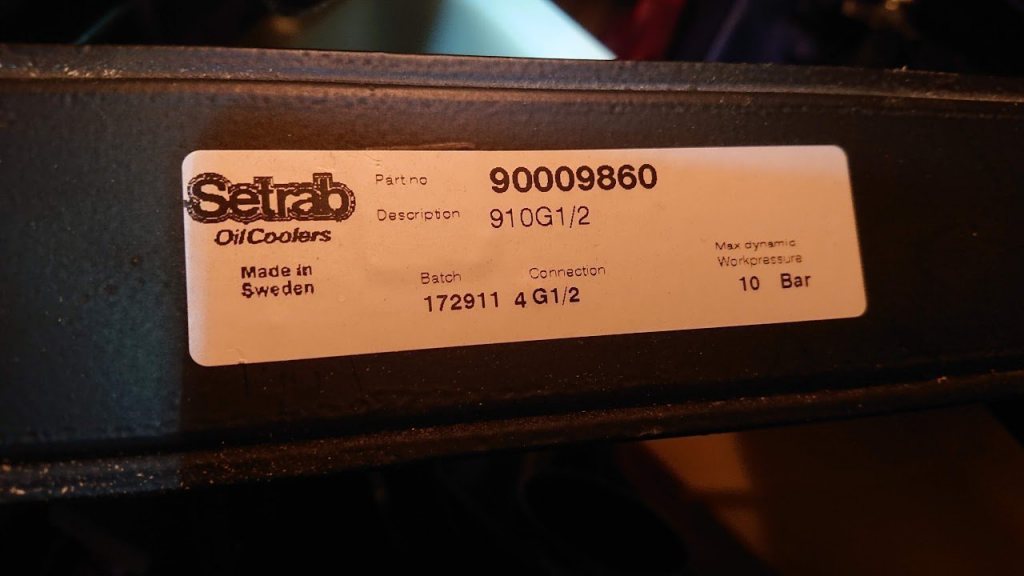 Setrab
Oil Coolers
Made in
Sweden
Part no 90009860
Description 910G1/2
Batch Connection
172911 4 G1/2
Max dynamic
Workpressure
10 Bar